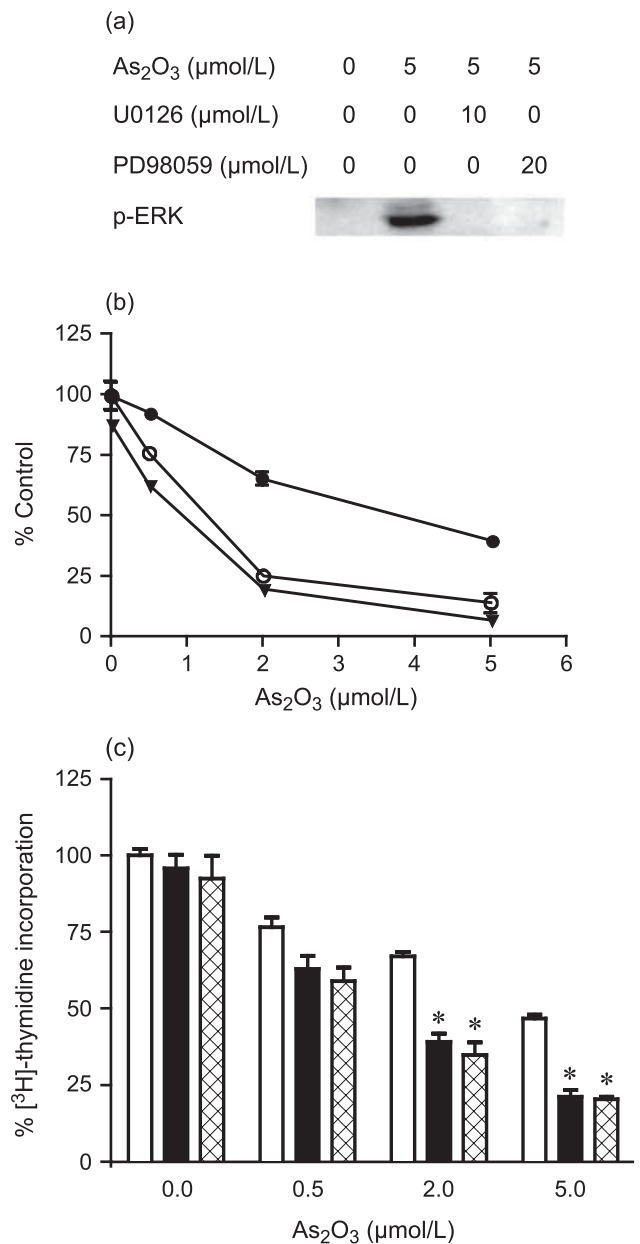 (a)
As₂O₃ (µmol/L) 0 5 5 5
U0126 (µmol/L) 0 0 10 0
PD98059 (µmol/L) 0 0 0 20
p-ERK
(b)
125
100
75
50
25
0
% Control
0 1 2 3 4 5 6
As₂O₃ (µmol/L)
(c)
125
100
75
50
25
0
% [³H]-thymidine incorporation
* *
* *
0.0 0.5 2.0 5.0
As₂O₃ (µmol/L)